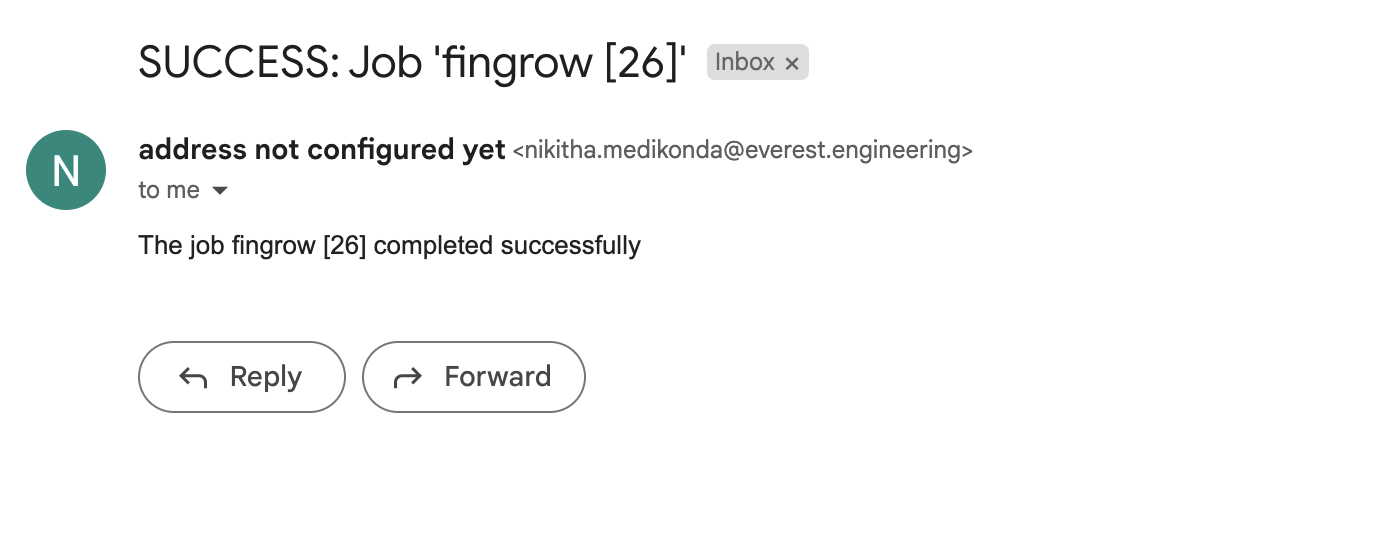 SUCCESS: Job 'fingrow [26]' Inbox ×
N
address not configured yet <nikitha.medikonda@everest.engineering>
to me
The job fingrow [26] completed successfully
Reply Forward